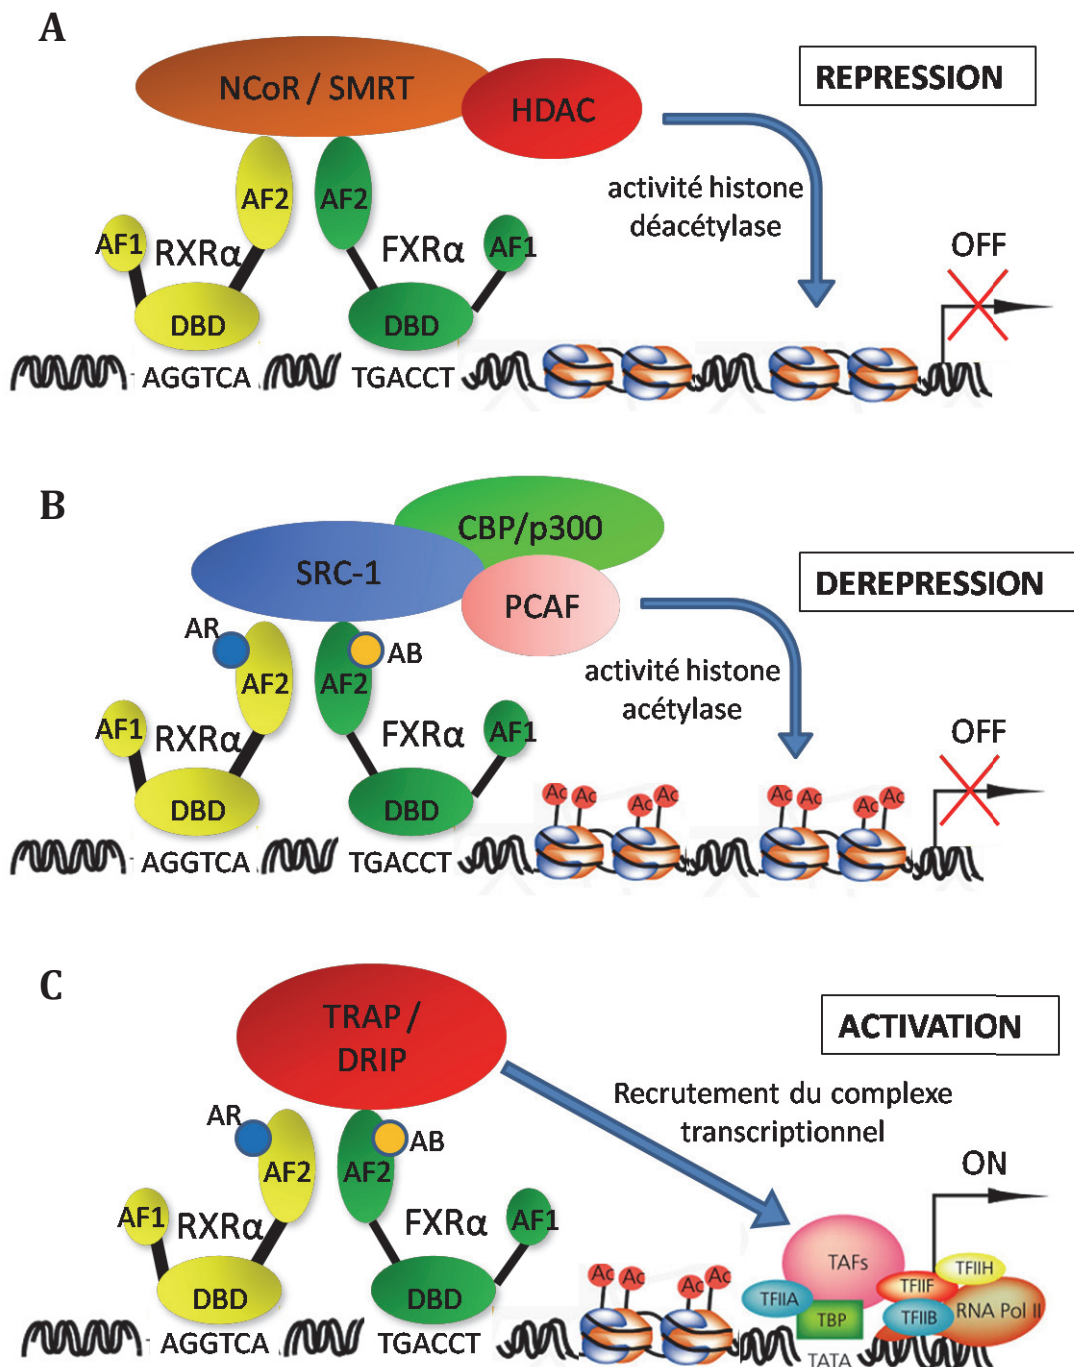 A
NCoR / SMRT
HDAC
REPRESSION
activité histone
déacétylase
AF2
AF2
AF1
RXRα
FXRα
AF1
OFF
DBD
DBD
AGGTCA
TGACCT
B
CBP/p300
SRC-1
PCAF
DEREPRESSION
AR
AB
activité histone
acétylase
AF2
AF2
AF1
RXRα
FXRα
AF1
OFF
Ac
Ac
Ac
Ac
Ac
Ac
Ac
Ac
DBD
DBD
AGGTCA
TGACCT
C
TRAP /
DRIP
ACTIVATION
Recrutement du complexe
transcriptionnel
AR
AB
AF2
AF2
ON
AF1
RXRα
FXRα
AF1
TAFs
Ac
Ac
Ac
Ac
TFIIH
TFIIF
TFIIA
TBP
TFIIB
RNA Pol II
DBD
DBD
AGGTCA
TGACCT
TATA